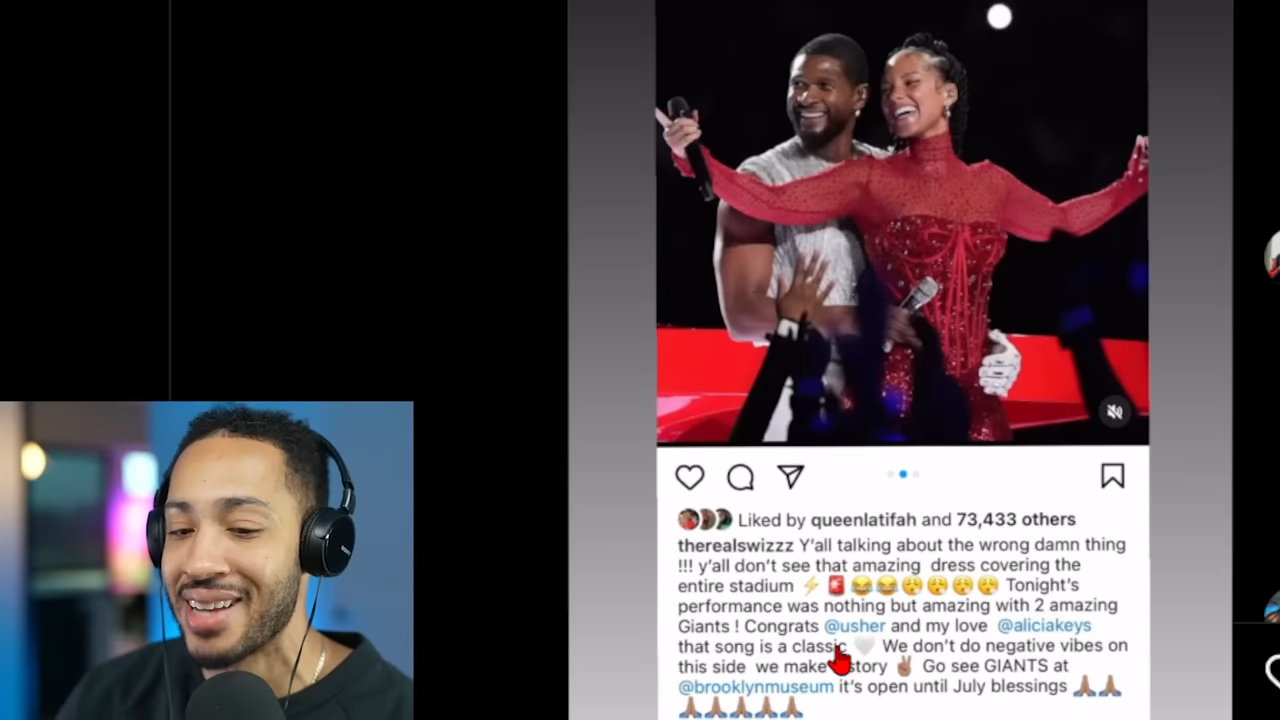 Liked by queenlatifah and 73,433 others
therealswizzz Y'all talking about the wrong damn thing
!!! y'all don't see that amazing dress covering the
entire stadium ⚡🚨😂😂😮‍💨😮‍💨😮‍💨😮‍💨 Tonight's
performance was nothing but amazing with 2 amazing
Giants ! Congrats @usher and my love @aliciakeys
that song is a classic 🤍 We don't do negative vibes on
this side we make story ✌🏽 Go see GIANTS at
@brooklynmuseum it's open until July blessings 🙏🏽🙏🏽
🙏🏽🙏🏽🙏🏽🙏🏽🙏🏽